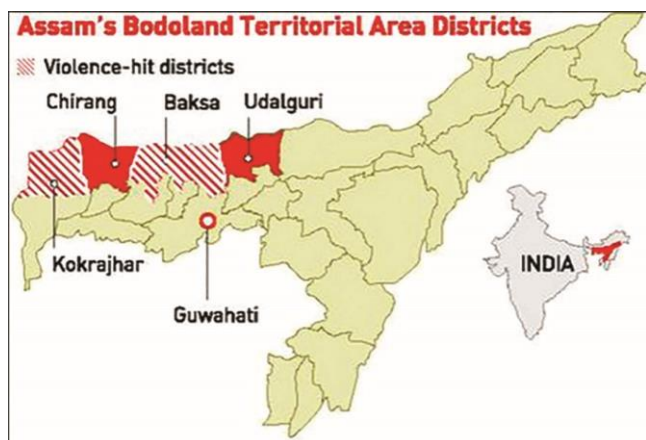 Assam's Bodoland Territorial Area Districts
Violence-hit districts
Chirang
Baksa
Udalguri
Kokrajhar
Guwahati
INDIA